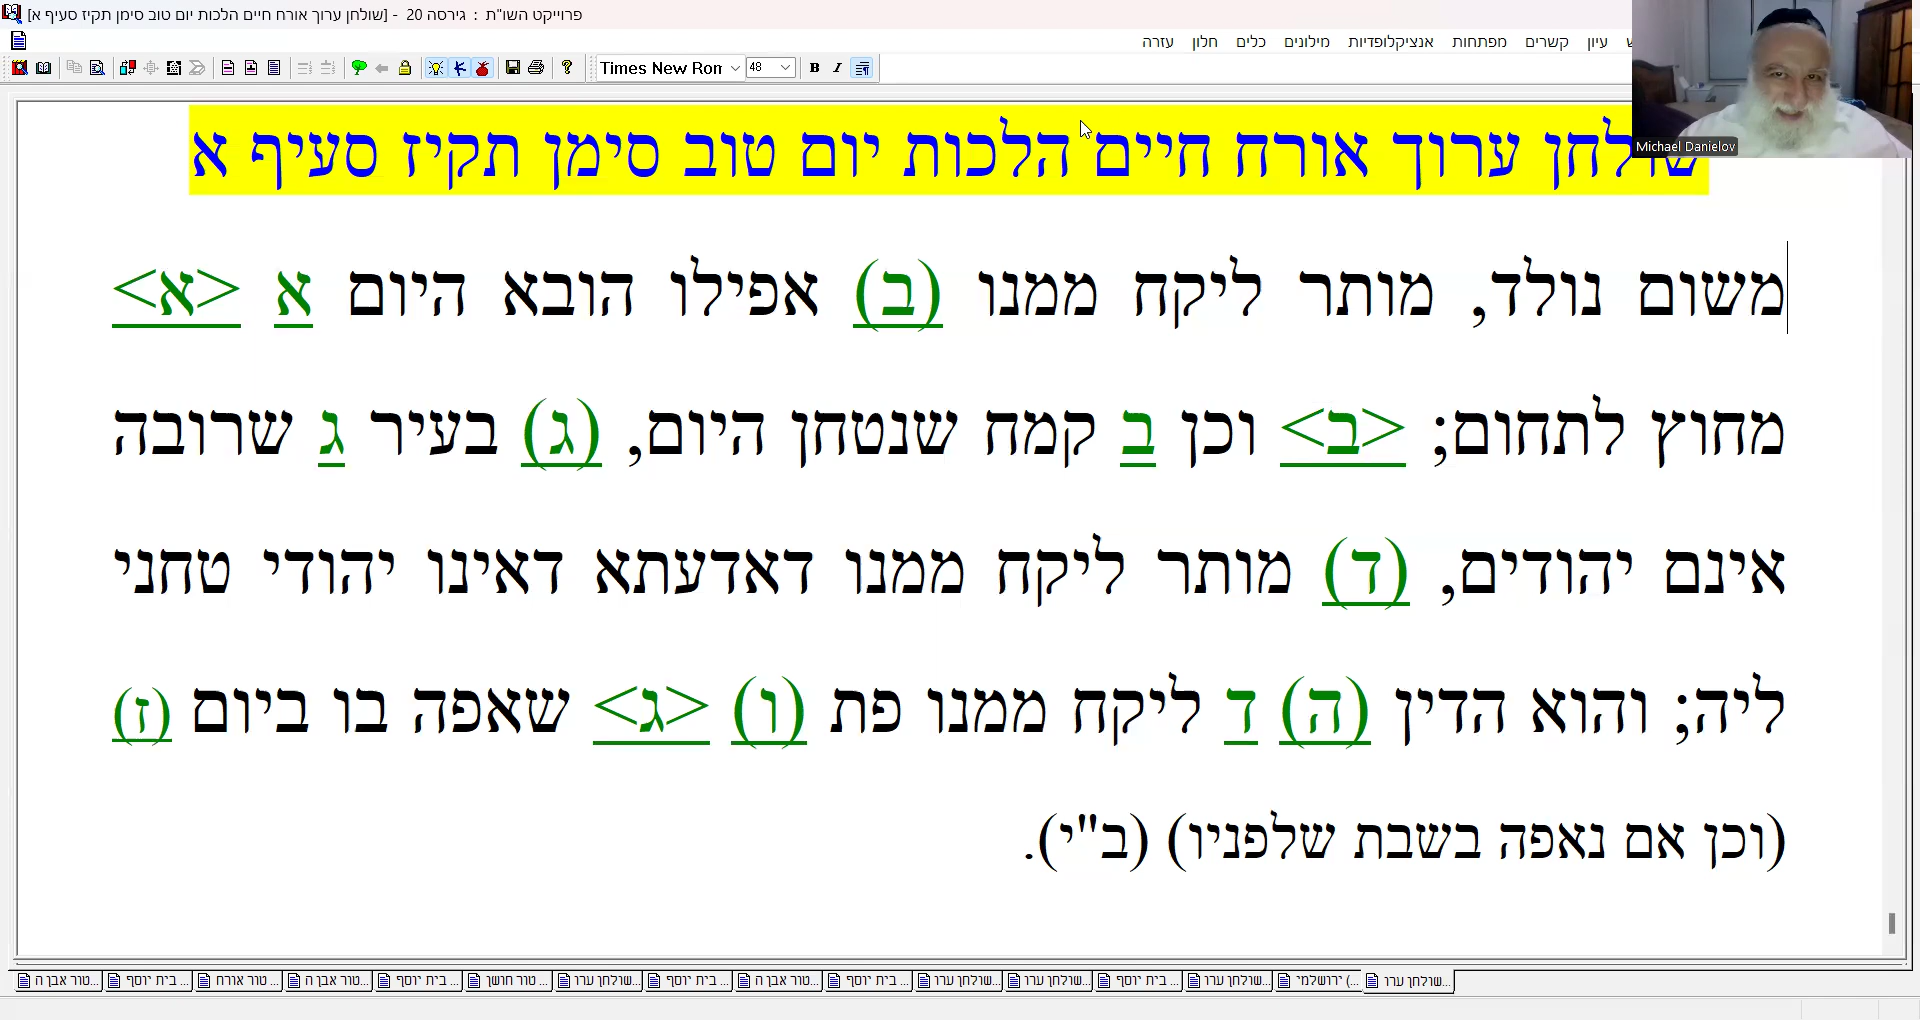 פרוייקט השו"ת : גירסה 20 - [שולחן ערוך אורח חיים הלכות יום טוב סימן תקיז סעיף א]
עיון קשרים מפתחות אנציקלופדיות מילונים כלים חלון עזרה
Times New Ron 48 B I
Michael Danielov
שולחן ערוך אורח חיים הלכות יום טוב סימן תקיז סעיף א
משום נולד, מותר ליקח ממנו (ב) אפילו הובא היום א <א>
מחוץ לתחום; <ב> וכן ב קמח שנטחן היום, (ג) בעיר ג שרובה
אינם יהודים, (ד) מותר ליקח ממנו דאדעתא דאינו יהודי טחני
ליה; והוא הדין (ה) ד ליקח ממנו פת (ו) <ג> שאפה בו ביום (ז)
(וכן אם נאפה בשבת שלפניו) (ב"י).
טור אבן ה... בית יוסף ... טור אורח ... טור אבן ה... בית יוסף ... טור חושן ... שולחן ערו... בית יוסף ... טור אבן ה... בית יוסף ... שולחן ערו... שולחן ערו... בית יוסף ... שולחן ערו... ירושלמי (... שולחן ערו...